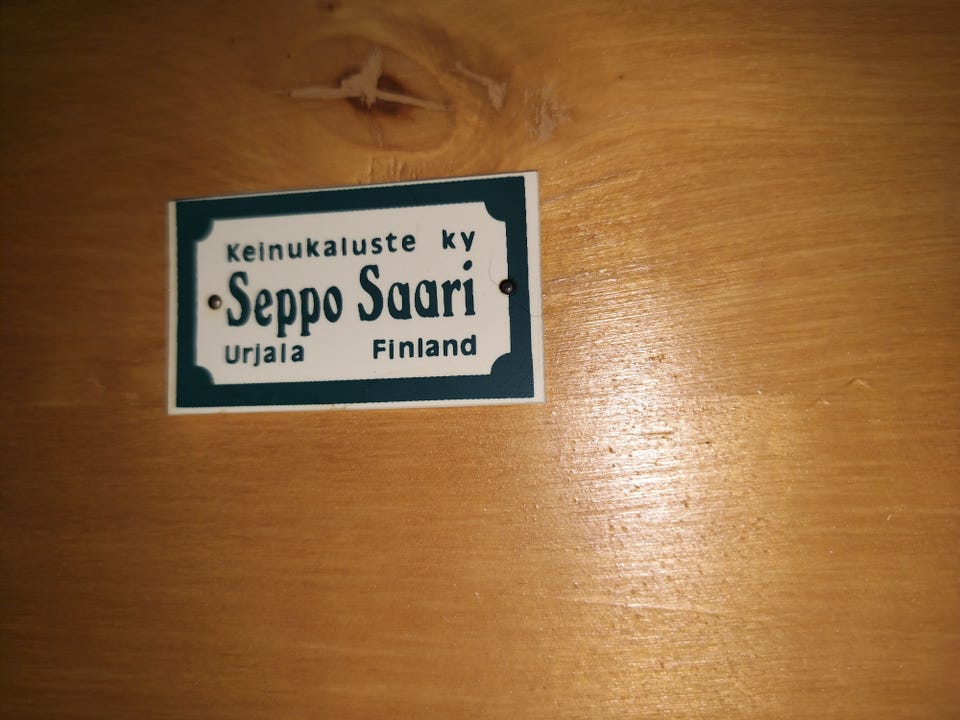 Keinukaluste ky
Seppo Saari
Urjala Finland